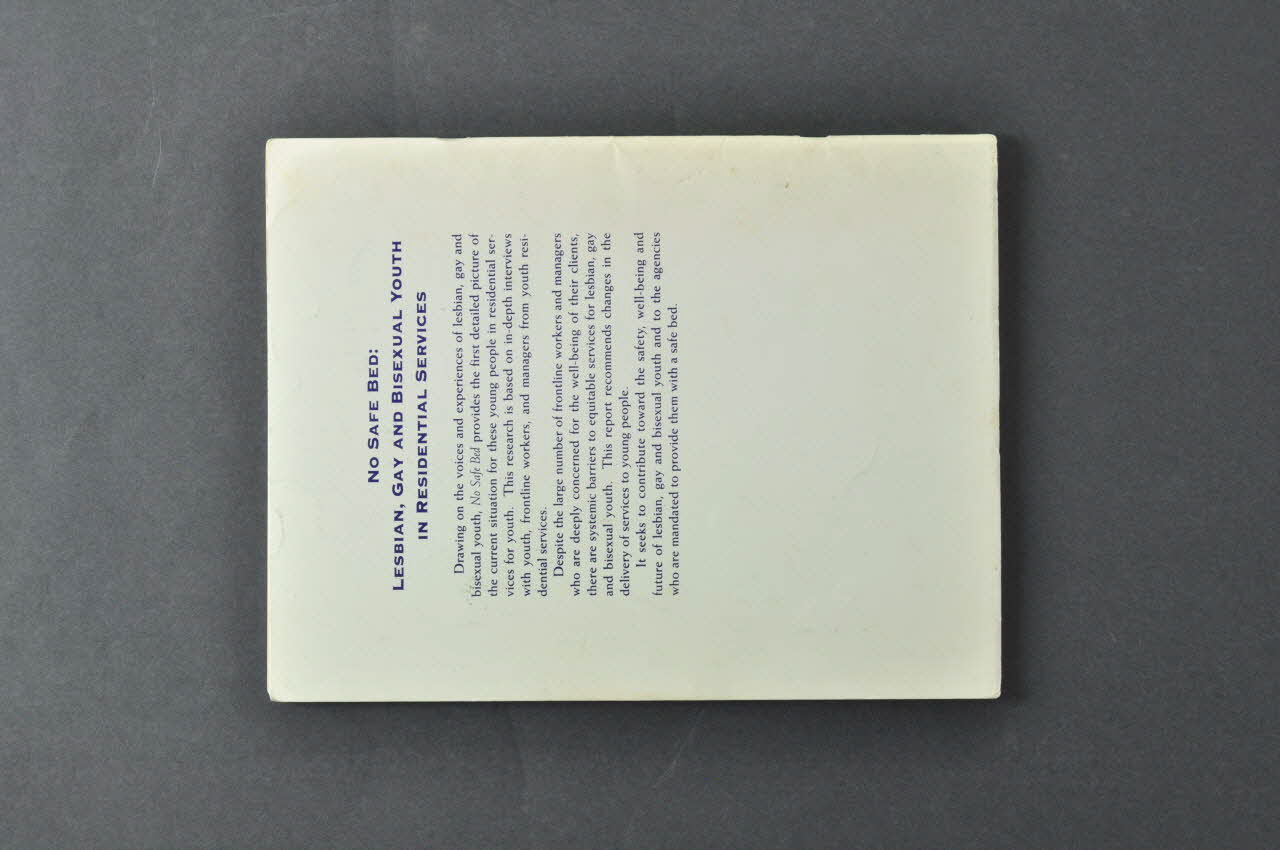 NO SAFE BED:
LESBIAN, GAY AND BISEXUAL YOUTH
IN RESIDENTIAL SERVICES
Drawing on the voices and experiences of lesbian, gay and
bisexual youth, No Safe Bed provides the first detailed picture of
the current situation for these young people in residential ser-
vices for youth. This research is based on in-depth interviews
with youth, frontline workers, and managers from youth resi-
dential services.
Despite the large number of frontline workers and managers
who are deeply concerned for the well-being of their clients,
there are systemic barriers to equitable services for lesbian, gay
and bisexual youth. This report recommends changes in the
delivery of services to young people.
It seeks to contribute toward the safety, well-being and
future of lesbian, gay and bisexual youth and to the agencies
who are mandated to provide them with a safe bed.